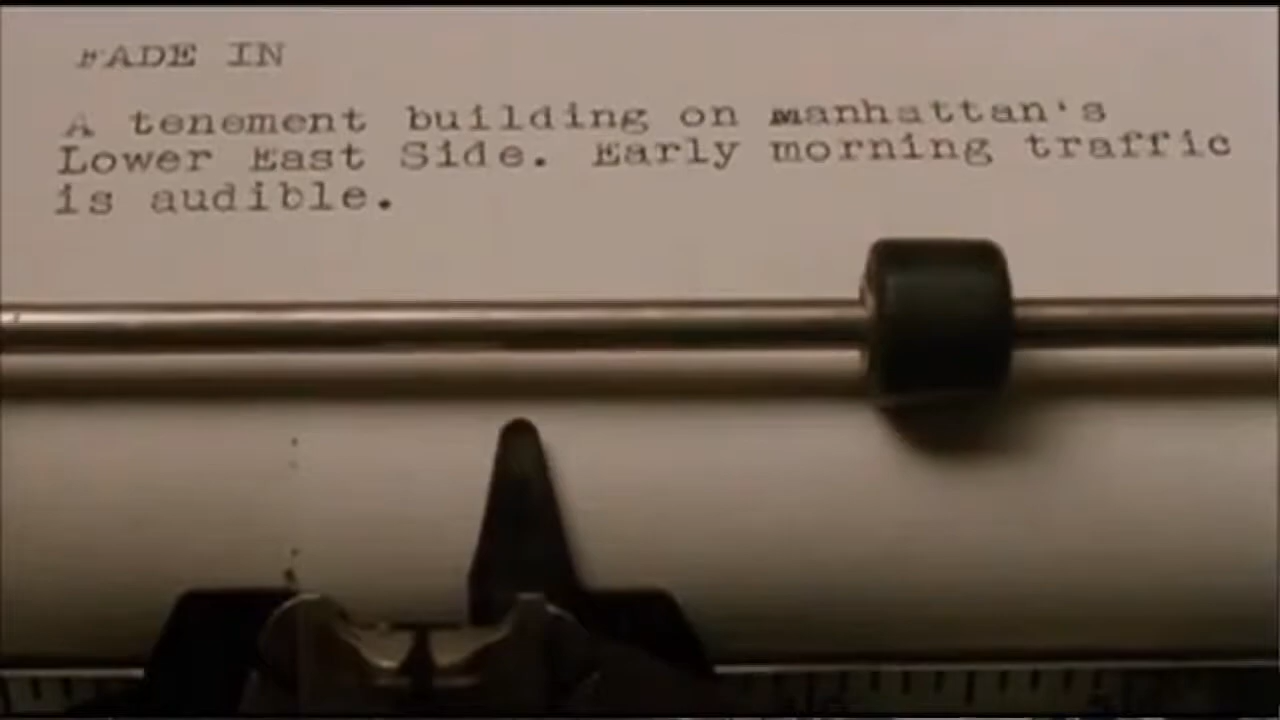 FADE IN
A tenement building on manhattan's
Lower East Side. Early morning traffic
is audible.